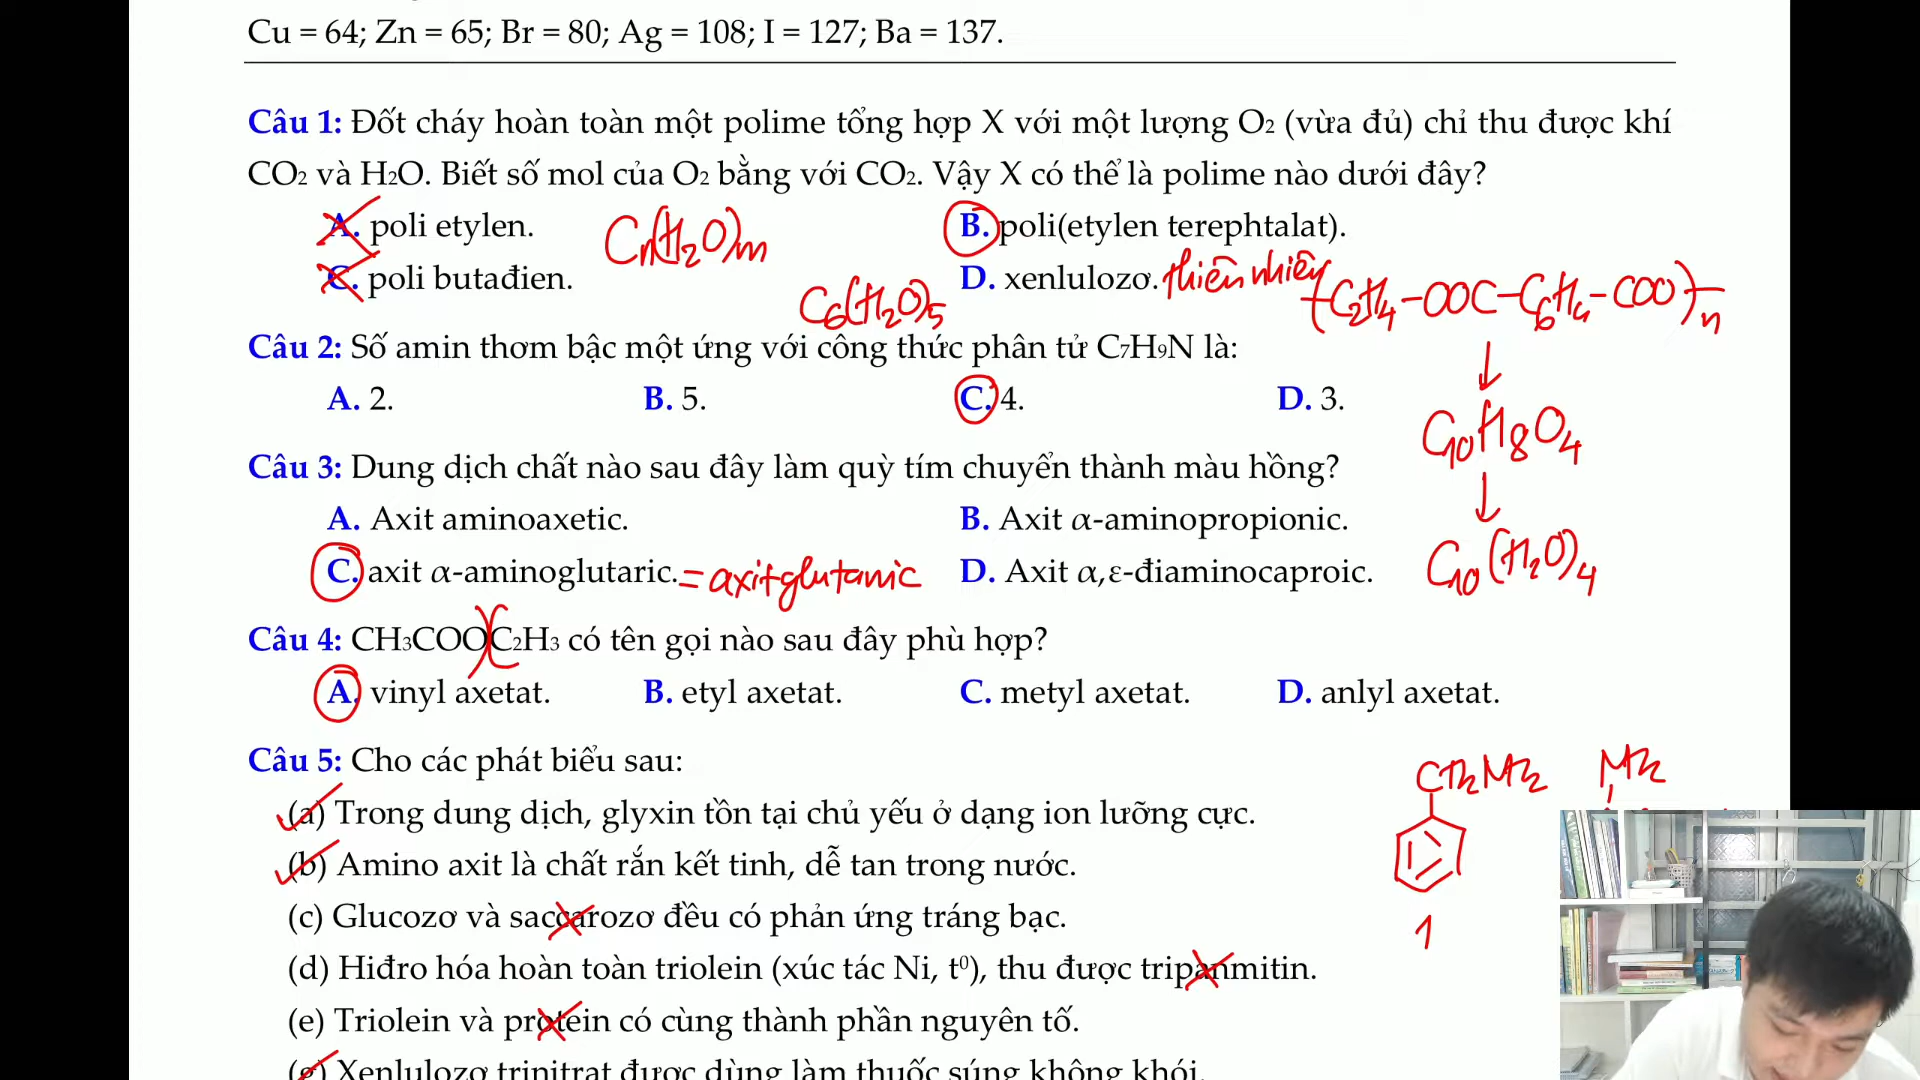 Cu = 64; Zn = 65; Br = 80; Ag = 108; I = 127; Ba = 137.
Câu 1: Đốt cháy hoàn toàn một polime tổng hợp X với một lượng O₂ (vừa đủ) chỉ thu được khí
CO₂ và H₂O. Biết số mol của O₂ bằng với CO₂. Vậy X có thể là polime nào dưới đây?
A. poli etylen. Cn(H₂O)m B. poli(etylen terephtalat).
C. poli butađien. C₆(H₂O)₅ D. xenlulozơ. thiên nhiên
(C₂H₄-OOC-C₆H₄-COO)n
Câu 2: Số amin thơm bậc một ứng với công thức phân tử C₇H₉N là:
A. 2. B. 5. C. 4. D. 3.
C₁₀H₈O₄
Câu 3: Dung dịch chất nào sau đây làm quỳ tím chuyển thành màu hồng?
A. Axit aminoaxetic. B. Axit α-aminopropionic.
C. axit α-aminoglutaric. = axit glutamic D. Axit α,ε-điaminocaproic.
C₁₀(H₂O)₄
Câu 4: CH₃COOC₂H₃ có tên gọi nào sau đây phù hợp?
A. vinyl axetat. B. etyl axetat. C. metyl axetat. D. anlyl axetat.
Câu 5: Cho các phát biểu sau:
CH₂NH₂ NH₂
(a) Trong dung dịch, glyxin tồn tại chủ yếu ở dạng ion lưỡng cực.
(b) Amino axit là chất rắn kết tinh, dễ tan trong nước.
(c) Glucozơ và saccarozơ đều có phản ứng tráng bạc.
1
(d) Hiđro hóa hoàn toàn triolein (xúc tác Ni, t⁰), thu được tripanmitin.
(e) Triolein và protein có cùng thành phần nguyên tố.
(g) Xenlulozơ trinitrat được dùng làm thuốc súng không khói.